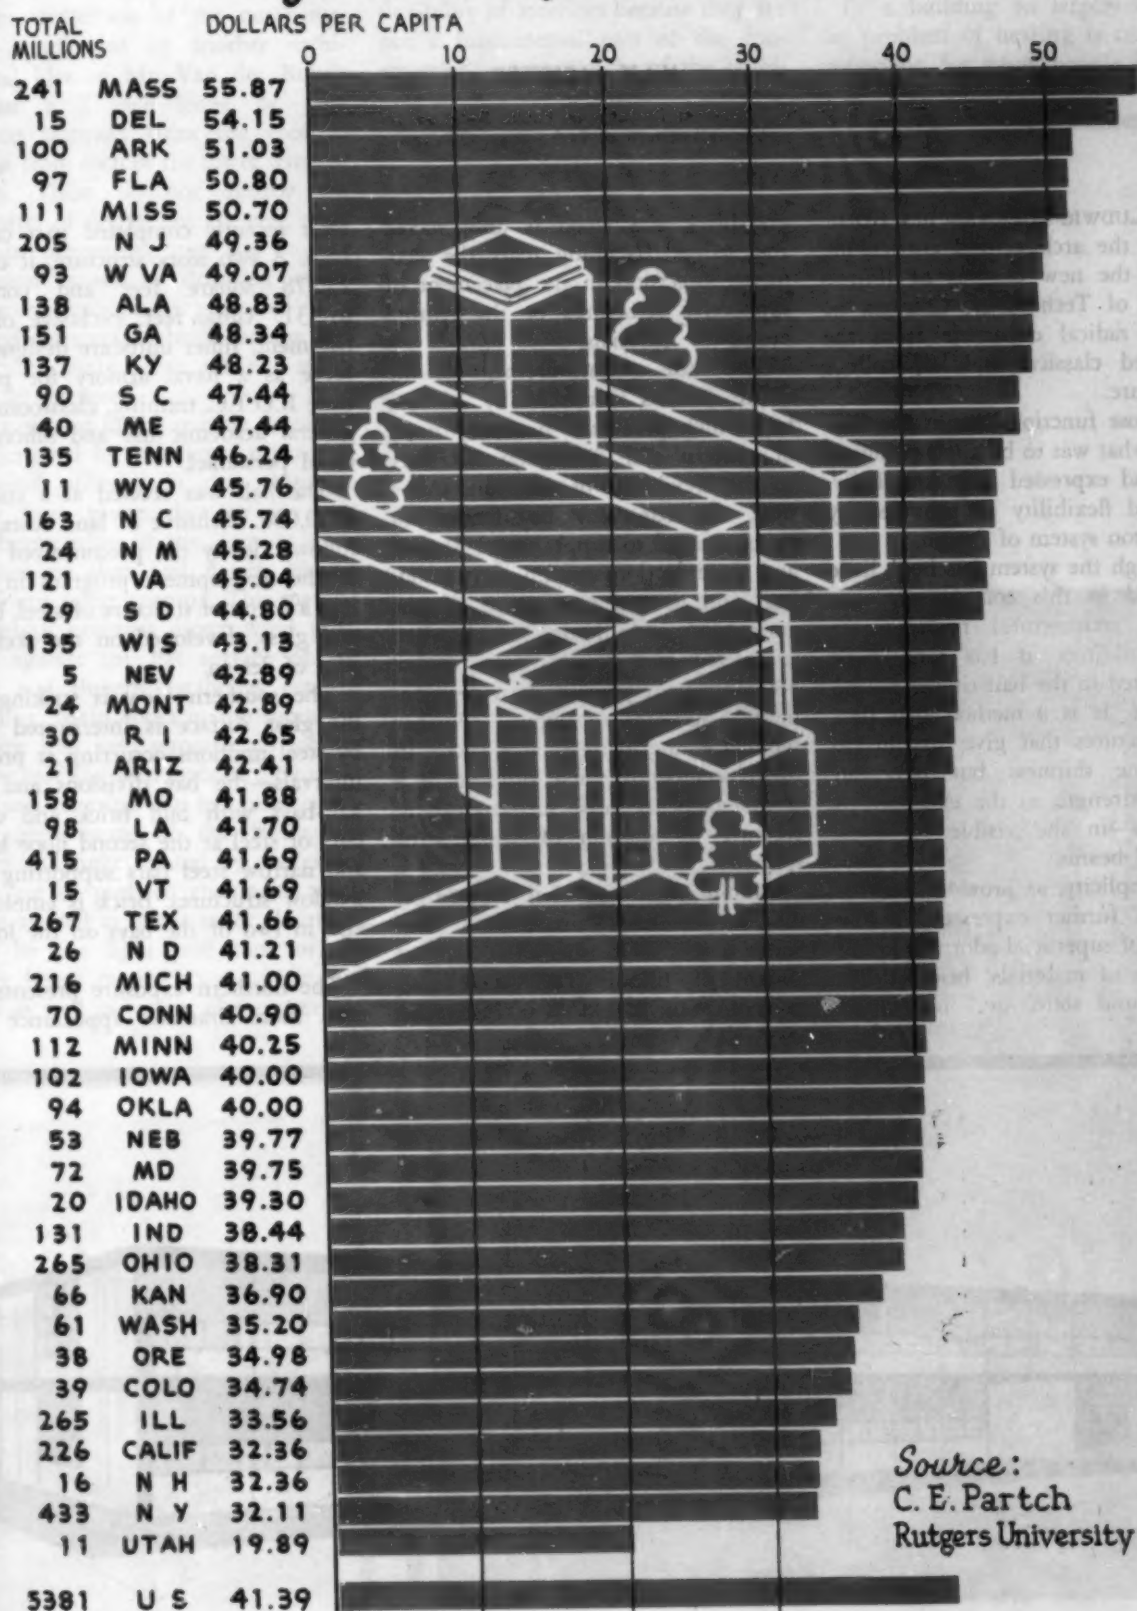 TOTAL MILLIONS DOLLARS PER CAPITA
0 10 20 30 40 50
241 MASS 55.87
15 DEL 54.15
100 ARK 51.03
97 FLA 50.80
111 MISS 50.70
205 N J 49.36
93 W VA 49.07
138 ALA 48.83
151 GA 48.34
137 KY 48.23
90 S C 47.44
40 ME 47.44
135 TENN 46.24
11 WYO 45.76
163 N C 45.74
24 N M 45.28
121 VA 45.04
29 S D 44.80
135 WIS 43.13
5 NEV 42.89
24 MONT 42.89
30 R I 42.65
21 ARIZ 42.41
158 MO 41.88
98 LA 41.70
415 PA 41.69
15 VT 41.69
267 TEX 41.66
26 N D 41.21
216 MICH 41.00
70 CONN 40.90
112 MINN 40.25
102 IOWA 40.00
94 OKLA 40.00
53 NEB 39.77
72 MD 39.75
20 IDAHO 39.30
131 IND 38.44
265 OHIO 38.31
66 KAN 36.90
61 WASH 35.20
38 ORE 34.98
39 COLO 34.74
265 ILL 33.56
226 CALIF 32.36
16 N H 32.36
433 N Y 32.11
11 UTAH 19.89
5381 U S 41.39
Source:
C. E. Partch
Rutgers University